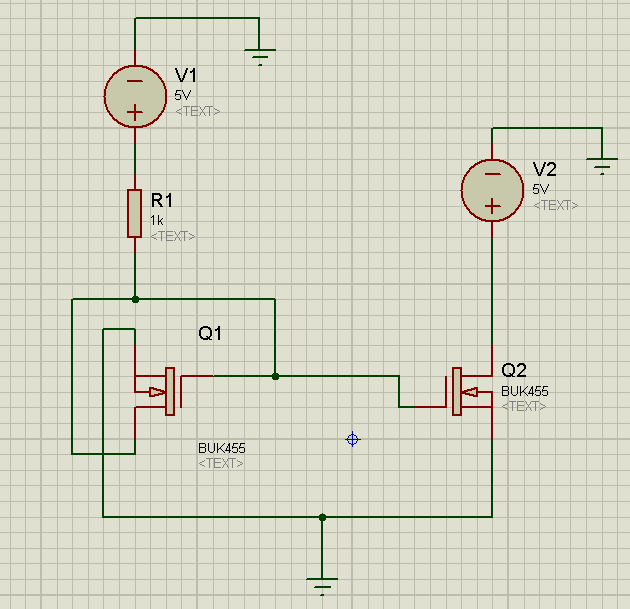 V1
5V
<TEXT>
V2
5V
<TEXT>
R1
1k
<TEXT>
Q1
BUK455
<TEXT>
Q2
BUK455
<TEXT>